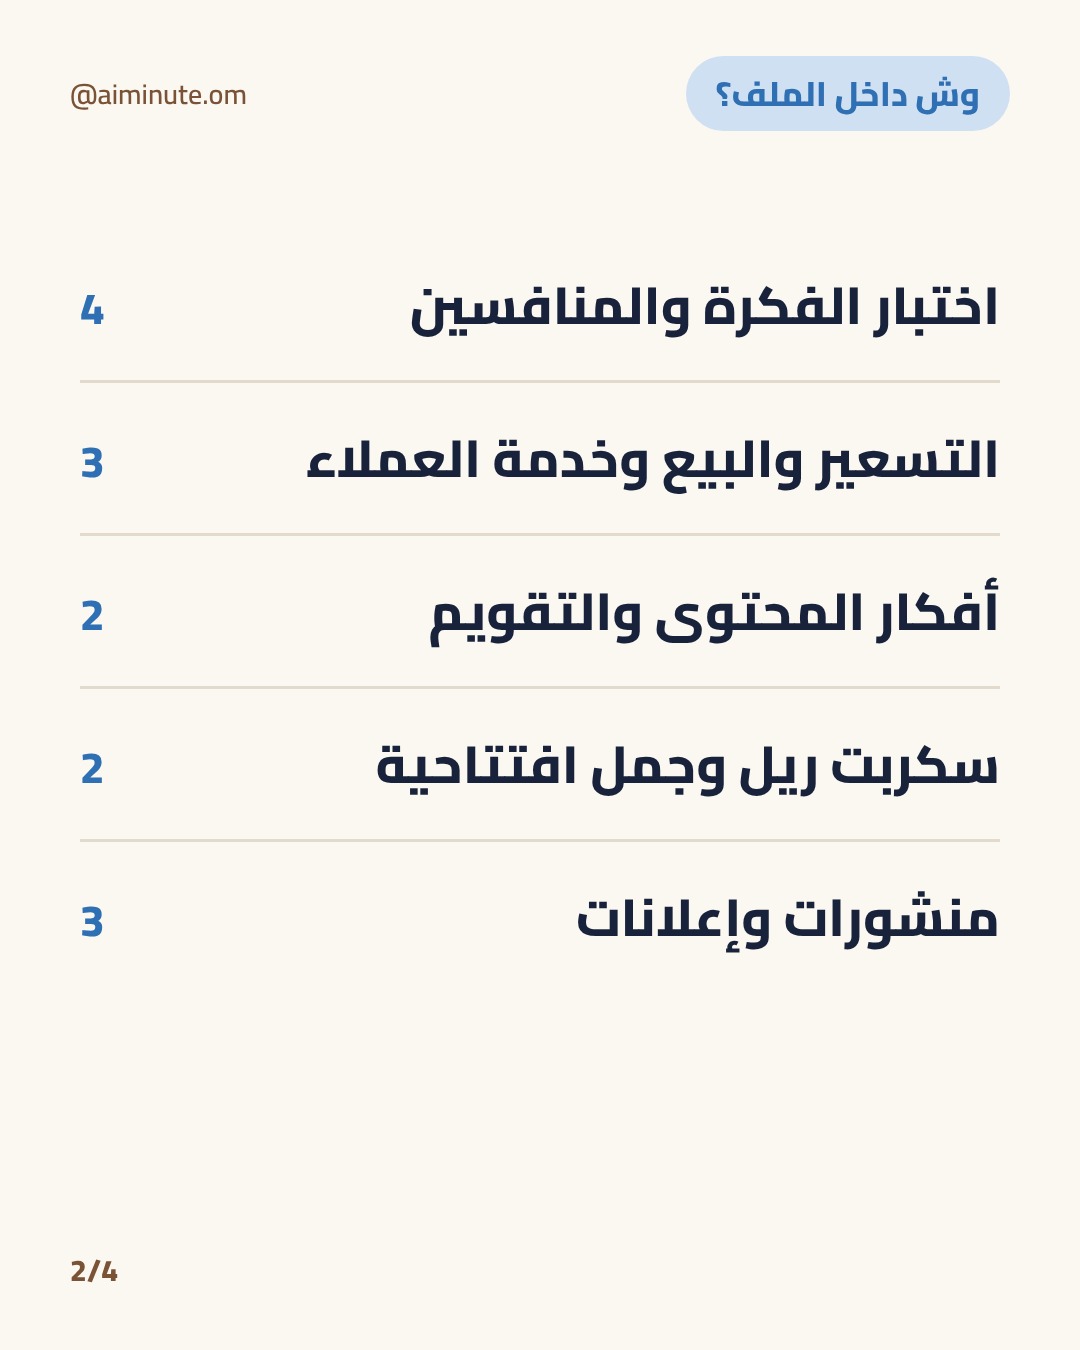 وش داخل الملف؟
@aiminute.om
اختبار الفكرة والمنافسين 4
التسعير والبيع وخدمة العملاء 3
أفكار المحتوى والتقويم 2
سكربت ريل وجمل افتتاحية 2
منشورات وإعلانات 3
2/4